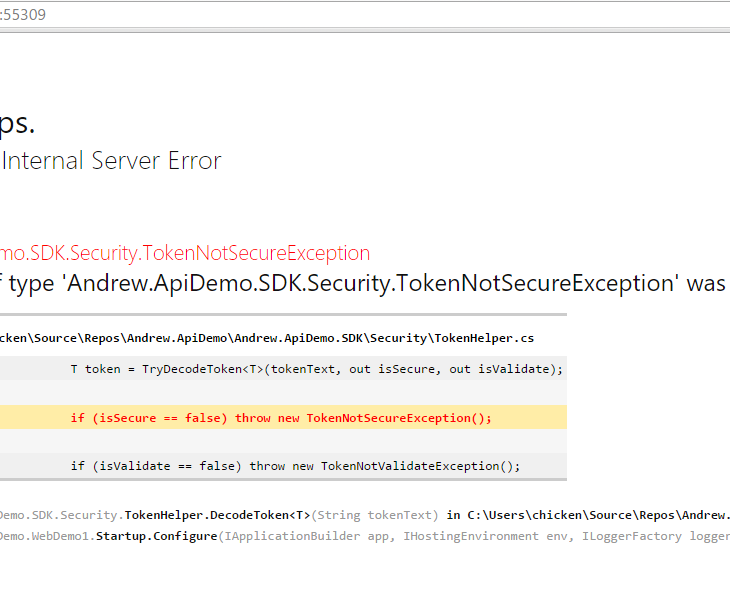 :55309
ps.
Internal Server Error
mo.SDK.Security.TokenNotSecureException
f type 'Andrew.ApiDemo.SDK.Security.TokenNotSecureException' was
cken\Source\Repos\Andrew.ApiDemo\Andrew.ApiDemo.SDK\Security\TokenHelper.cs
T token = TryDecodeToken<T>(tokenText, out isSecure, out isValidate);
if (isSecure == false) throw new TokenNotSecureException();
if (isValidate == false) throw new TokenNotValidateException();
Demo.SDK.Security.TokenHelper.DecodeToken<T>(String tokenText) in C:\Users\chicken\Source\Repos\Andrew.
Demo.WebDemo1.Startup.Configure(IApplicationBuilder app, IHostingEnvironment env, ILoggerFactory logger